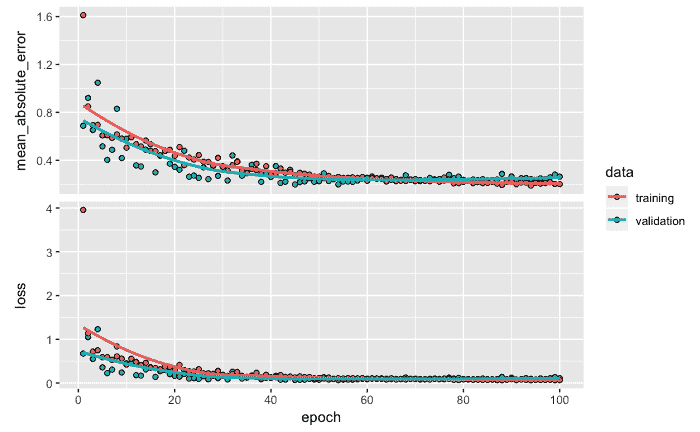 mean_absolute_error
1.6
1.2
0.8
0.4
loss
4
3
2
1
0
0
20
40
60
80
100
epoch
data
training
validation